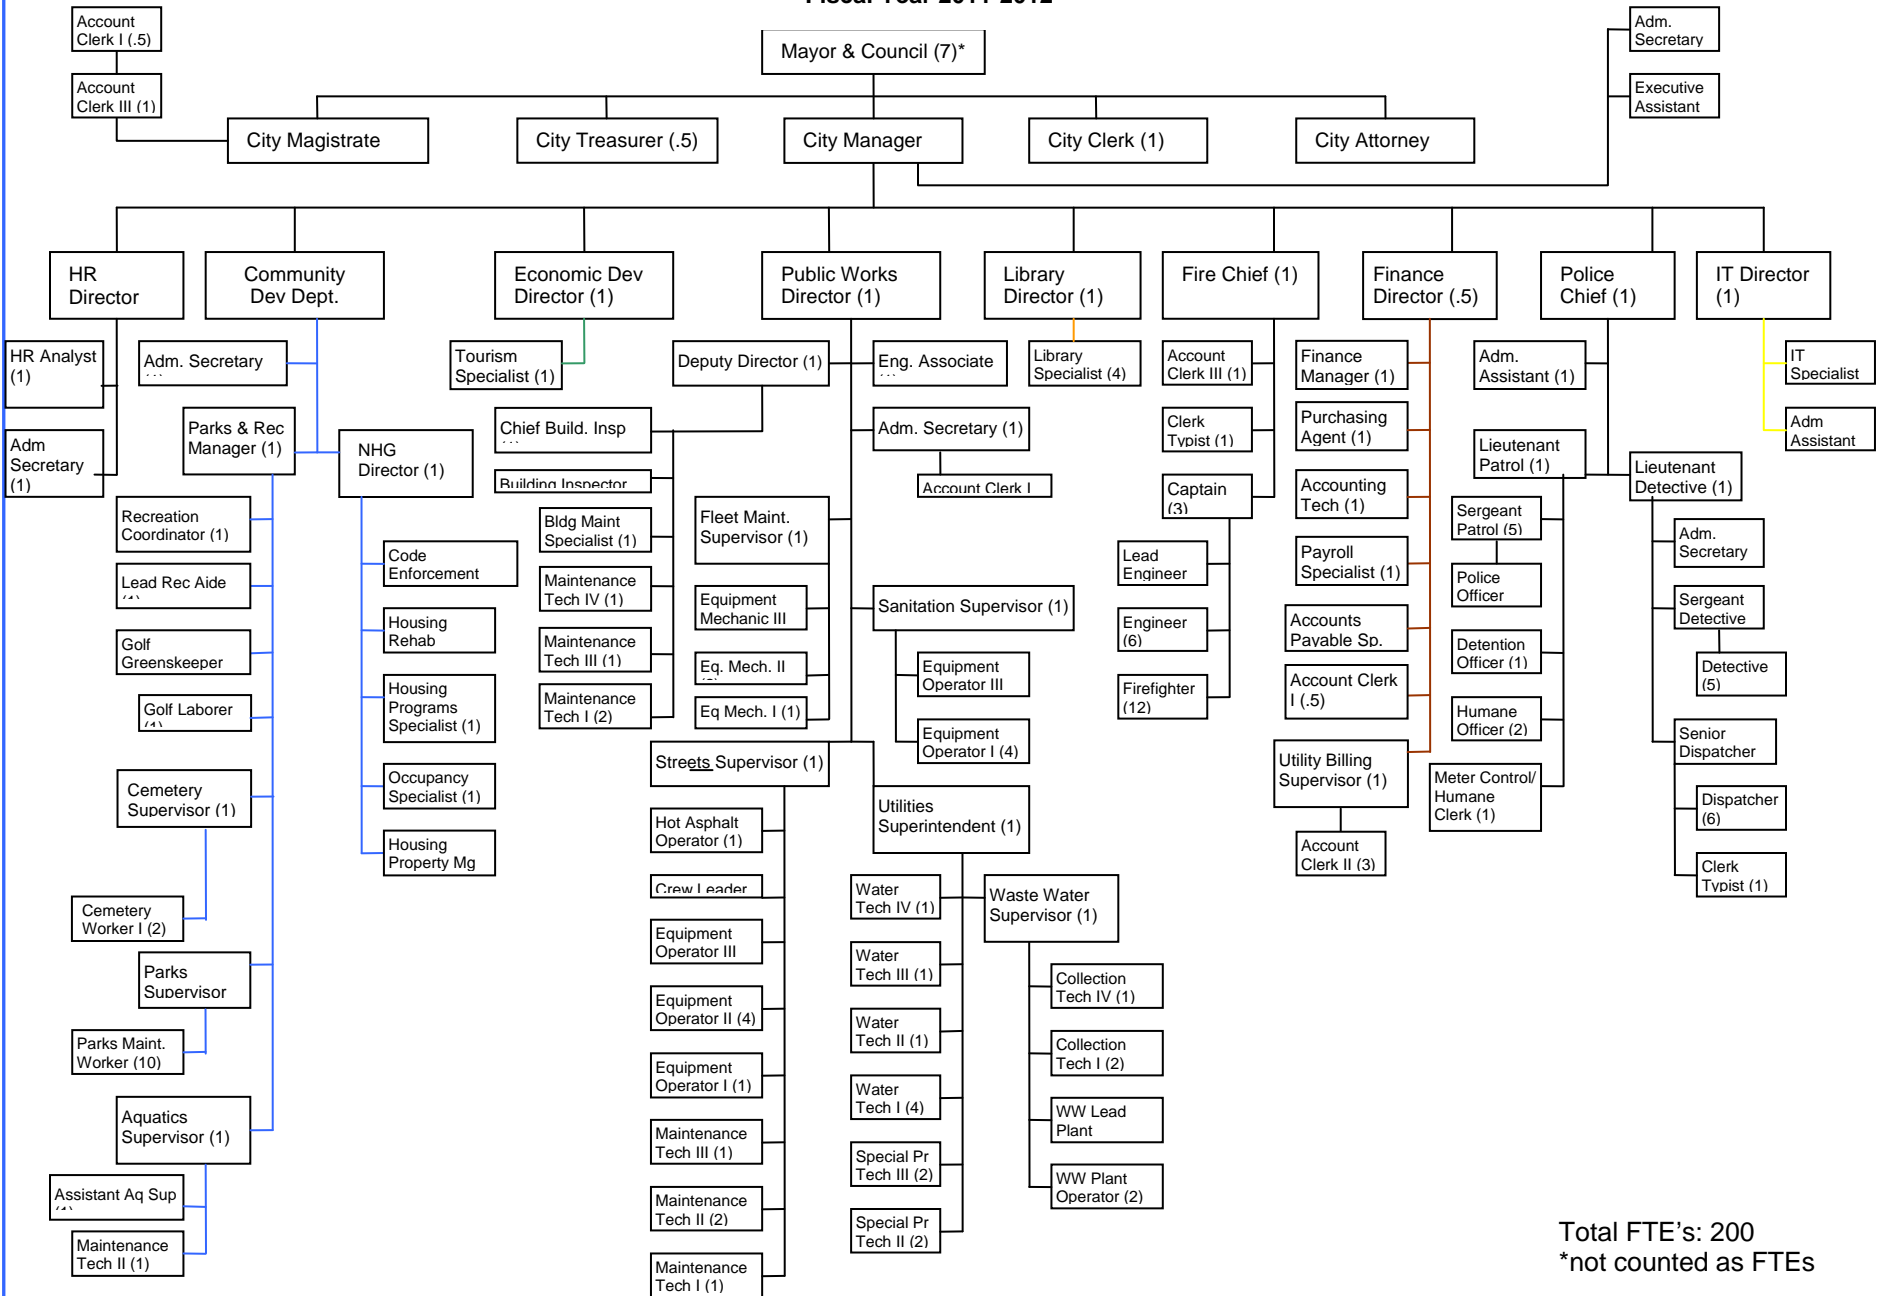 Fiscal Year 2011-2012
Account
Clerk I (.5)
Account
Clerk III (1)
Mayor & Council (7)*
Adm.
Secretary
Executive
Assistant
City Magistrate
City Treasurer (.5)
City Manager
City Clerk (1)
City Attorney
HR
Director
Community
Dev Dept.
Economic Dev
Director (1)
Public Works
Director (1)
Library
Director (1)
Fire Chief (1)
Finance
Director (.5)
Police
Chief (1)
IT Director
(1)
HR Analyst
(1)
Adm
Secretary
(1)
Adm. Secretary
Parks & Rec
Manager (1)
NHG
Director (1)
Recreation
Coordinator (1)
Lead Rec Aide
(1)
Golf
Greenskeeper
Golf Laborer
(1)
Cemetery
Supervisor (1)
Cemetery
Worker I (2)
Parks
Supervisor
Parks Maint.
Worker (10)
Aquatics
Supervisor (1)
Assistant Aq Sup
(1)
Maintenance
Tech II (1)
Code
Enforcement
Housing
Rehab
Housing
Programs
Specialist (1)
Occupancy
Specialist (1)
Housing
Property Mg
Tourism
Specialist (1)
Deputy Director (1)
Eng. Associate
Chief Build. Insp
Building Inspector
Bldg Maint
Specialist (1)
Maintenance
Tech IV (1)
Maintenance
Tech III (1)
Maintenance
Tech I (2)
Adm. Secretary (1)
Account Clerk I
Fleet Maint.
Supervisor (1)
Equipment
Mechanic III
Eq. Mech. II
Eq Mech. I (1)
Sanitation Supervisor (1)
Equipment
Operator III
Equipment
Operator I (4)
Streets Supervisor (1)
Hot Asphalt
Operator (1)
Crew Leader
Equipment
Operator III
Equipment
Operator II (4)
Equipment
Operator I (1)
Maintenance
Tech III (1)
Maintenance
Tech II (2)
Maintenance
Tech I (1)
Utilities
Superintendent (1)
Water
Tech IV (1)
Water
Tech III (1)
Water
Tech II (1)
Water
Tech I (4)
Special Pr
Tech III (2)
Special Pr
Tech II (2)
Waste Water
Supervisor (1)
Collection
Tech IV (1)
Collection
Tech I (2)
WW Lead
Plant
WW Plant
Operator (2)
Library
Specialist (4)
Account
Clerk III (1)
Clerk
Typist (1)
Captain
(3)
Lead
Engineer
Engineer
(6)
Firefighter
(12)
Finance
Manager (1)
Purchasing
Agent (1)
Accounting
Tech (1)
Payroll
Specialist (1)
Accounts
Payable Sp.
Account Clerk
I (.5)
Utility Billing
Supervisor (1)
Account
Clerk II (3)
Adm.
Assistant (1)
Lieutenant
Patrol (1)
Lieutenant
Detective (1)
Sergeant
Patrol (5)
Police
Officer
Detention
Officer (1)
Humane
Officer (2)
Meter Control/
Humane
Clerk (1)
Adm.
Secretary
Sergeant
Detective
Detective
(5)
Senior
Dispatcher
Dispatcher
(6)
Clerk
Typist (1)
IT
Specialist
Adm
Assistant
Total FTE's: 200
*not counted as FTEs